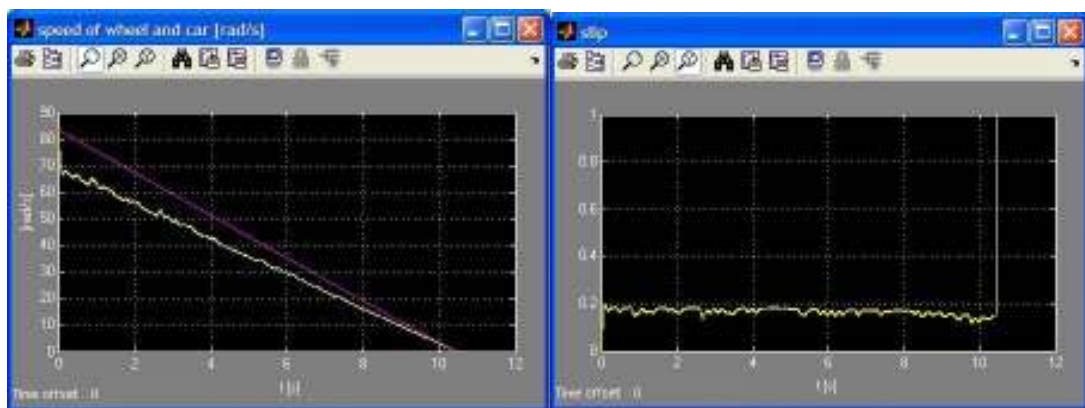 speed of wheel and car [rad/s]
90
80
70
60
50
40
30
20
10
0
[rad/s]
0 2 4 6 8 10 12
t [s]
Time offset: 0
slip
1
0.8
0.6
0.4
0.2
0
0 2 4 6 8 10 12
t [s]
Time offset: 0